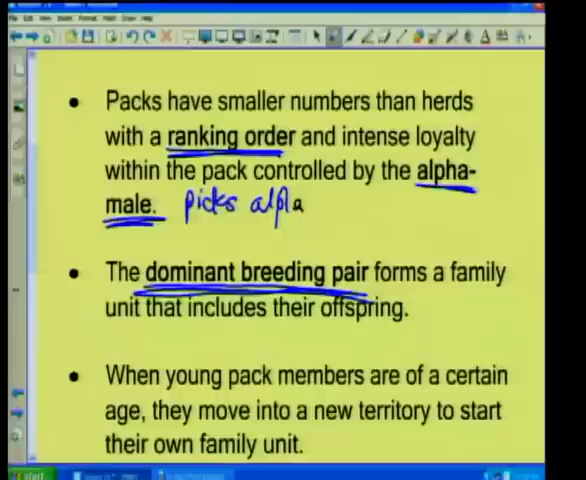 • Packs have smaller numbers than herds
with a ranking order and intense loyalty
within the pack controlled by the alpha-
male. picks alpa
• The dominant breeding pair forms a family
unit that includes their offspring.
• When young pack members are of a certain
age, they move into a new territory to start
their own family unit.
start